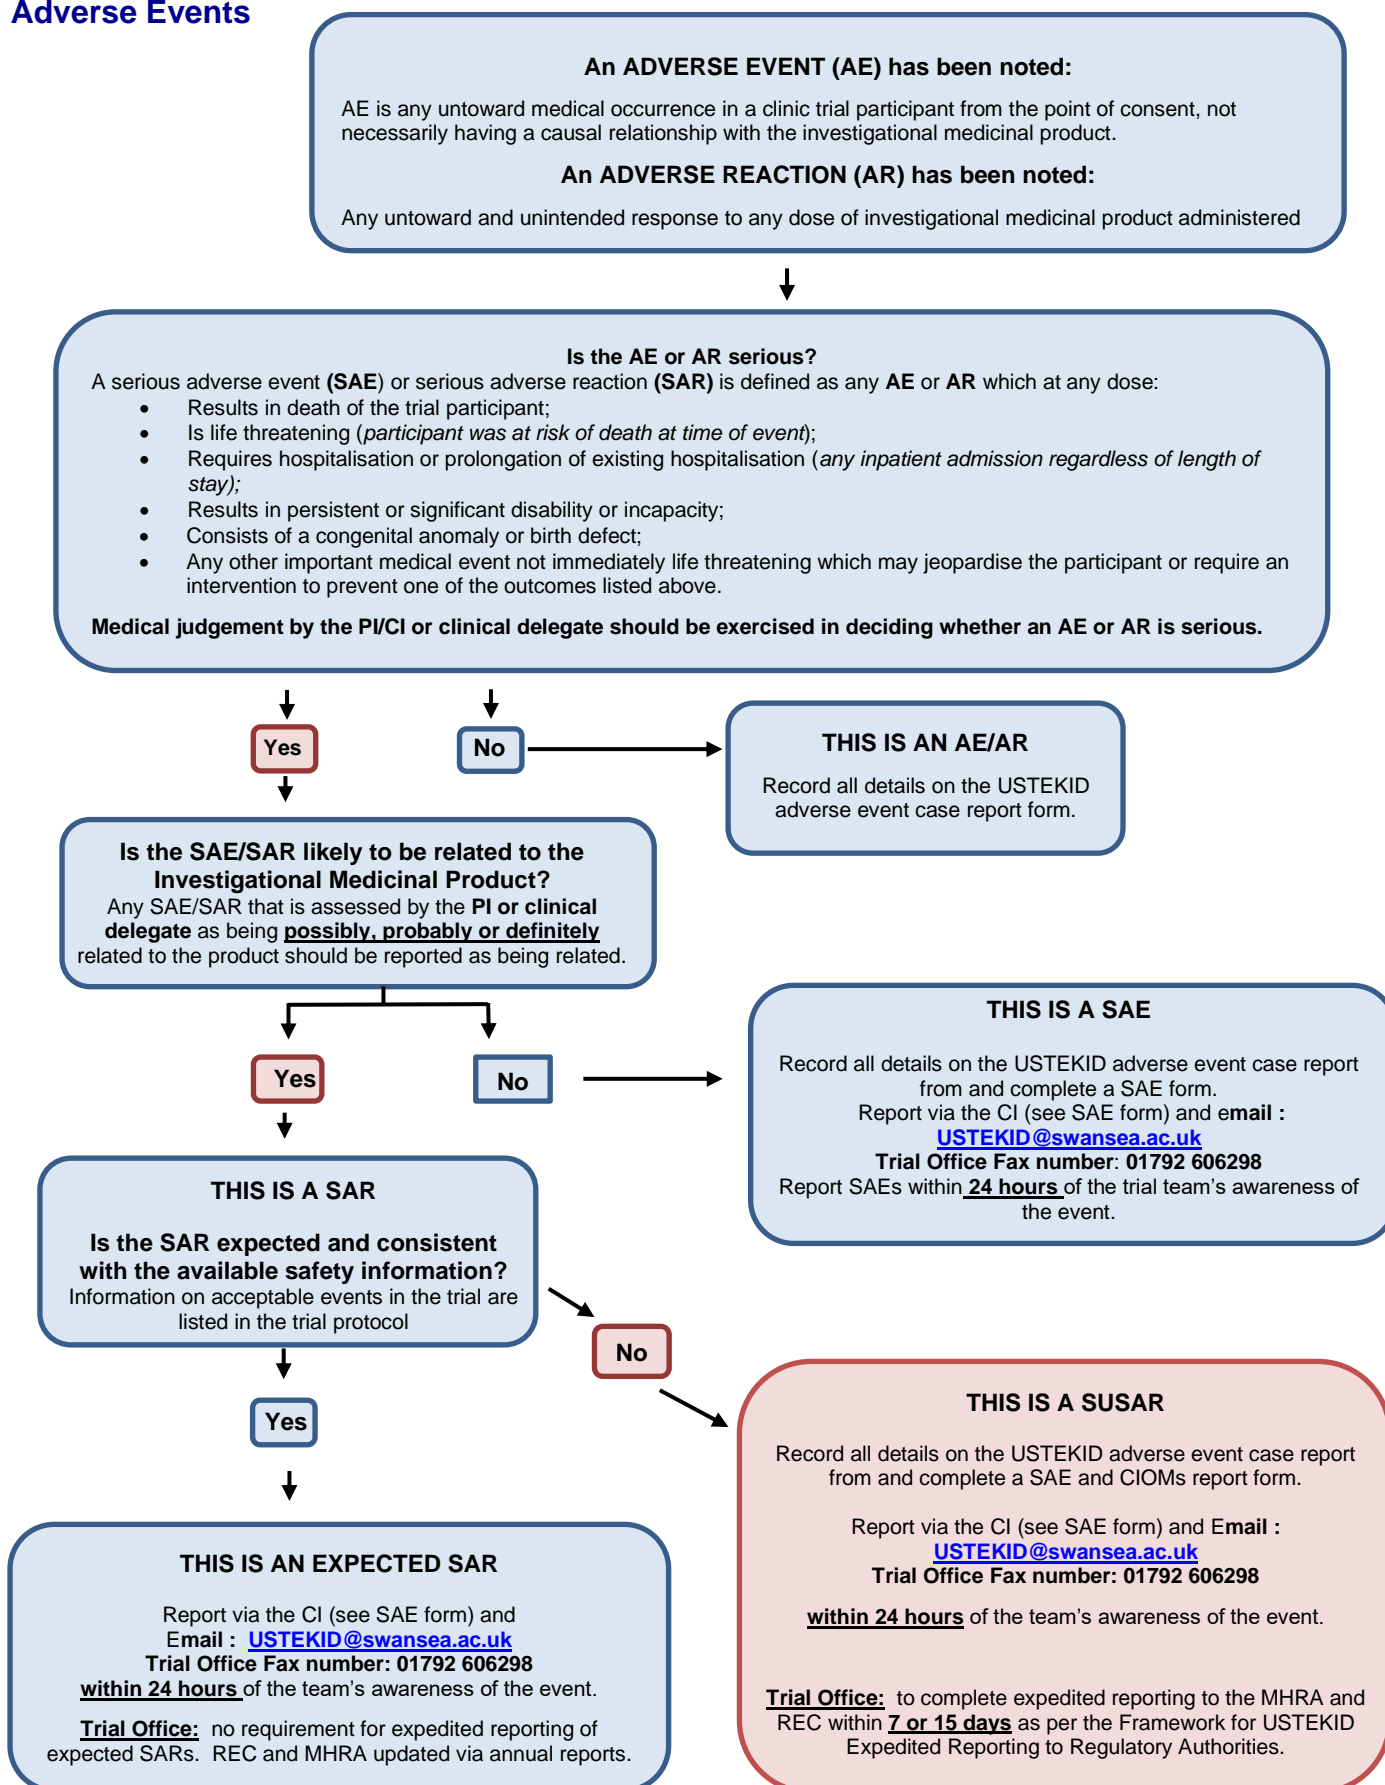 Adverse Events
An ADVERSE EVENT (AE) has been noted:
AE is any untoward medical occurrence in a clinic trial participant from the point of consent, not
necessarily having a causal relationship with the investigational medicinal product.
An ADVERSE REACTION (AR) has been noted:
Any untoward and unintended response to any dose of investigational medicinal product administered
Is the AE or AR serious?
A serious adverse event (SAE) or serious adverse reaction (SAR) is defined as any AE or AR which at any dose:
• Results in death of the trial participant;
• Is life threatening (participant was at risk of death at time of event);
• Requires hospitalisation or prolongation of existing hospitalisation (any inpatient admission regardless of length of
stay);
• Results in persistent or significant disability or incapacity;
• Consists of a congenital anomaly or birth defect;
• Any other important medical event not immediately life threatening which may jeopardise the participant or require an
intervention to prevent one of the outcomes listed above.
Medical judgement by the PI/CI or clinical delegate should be exercised in deciding whether an AE or AR is serious.
Yes
No
THIS IS AN AE/AR
Record all details on the USTEKID
adverse event case report form.
Is the SAE/SAR likely to be related to the
Investigational Medicinal Product?
Any SAE/SAR that is assessed by the PI or clinical
delegate as being possibly, probably or definitely
related to the product should be reported as being related.
Yes
No
THIS IS A SAE
Record all details on the USTEKID adverse event case report
from and complete a SAE form.
Report via the CI (see SAE form) and email :
USTEKID@swansea.ac.uk
Trial Office Fax number: 01792 606298
Report SAEs within 24 hours of the trial team's awareness of
the event.
THIS IS A SAR
Is the SAR expected and consistent
with the available safety information?
Information on acceptable events in the trial are
listed in the trial protocol
No
Yes
THIS IS A SUSAR
Record all details on the USTEKID adverse event case report
from and complete a SAE and CIOMs report form.
Report via the CI (see SAE form) and Email :
USTEKID@swansea.ac.uk
Trial Office Fax number: 01792 606298
within 24 hours of the team's awareness of the event.
Trial Office: to complete expedited reporting to the MHRA and
REC within 7 or 15 days as per the Framework for USTEKID
Expedited Reporting to Regulatory Authorities.
THIS IS AN EXPECTED SAR
Report via the CI (see SAE form) and
Email : USTEKID@swansea.ac.uk
Trial Office Fax number: 01792 606298
within 24 hours of the team's awareness of the event.
Trial Office: no requirement for expedited reporting of
expected SARs. REC and MHRA updated via annual reports.